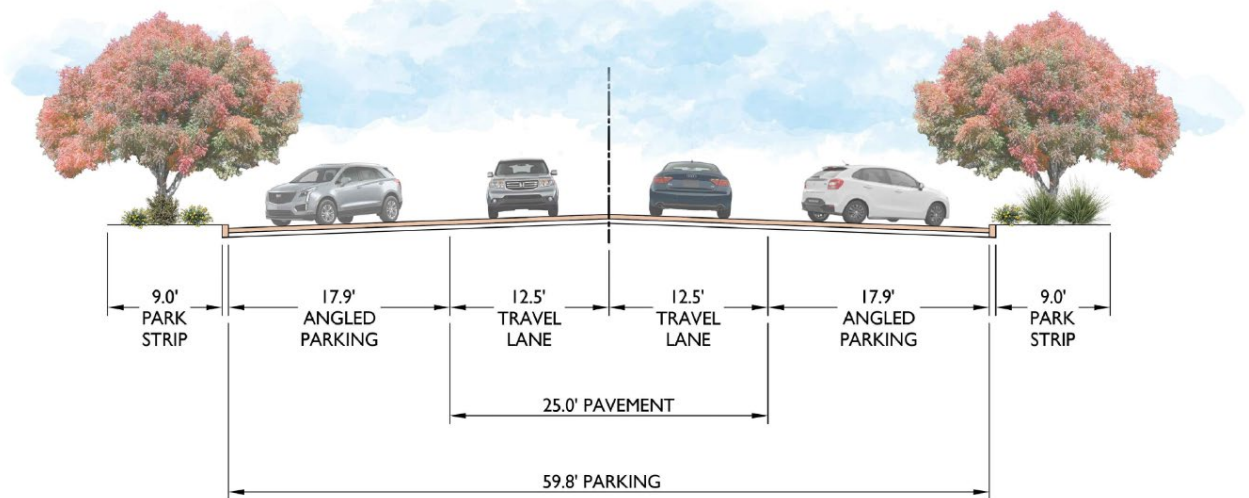 9.0'
PARK
STRIP
17.9'
ANGLED
PARKING
12.5'
TRAVEL
LANE
12.5'
TRAVEL
LANE
17.9'
ANGLED
PARKING
9.0'
PARK
STRIP
25.0' PAVEMENT
59.8' PARKING